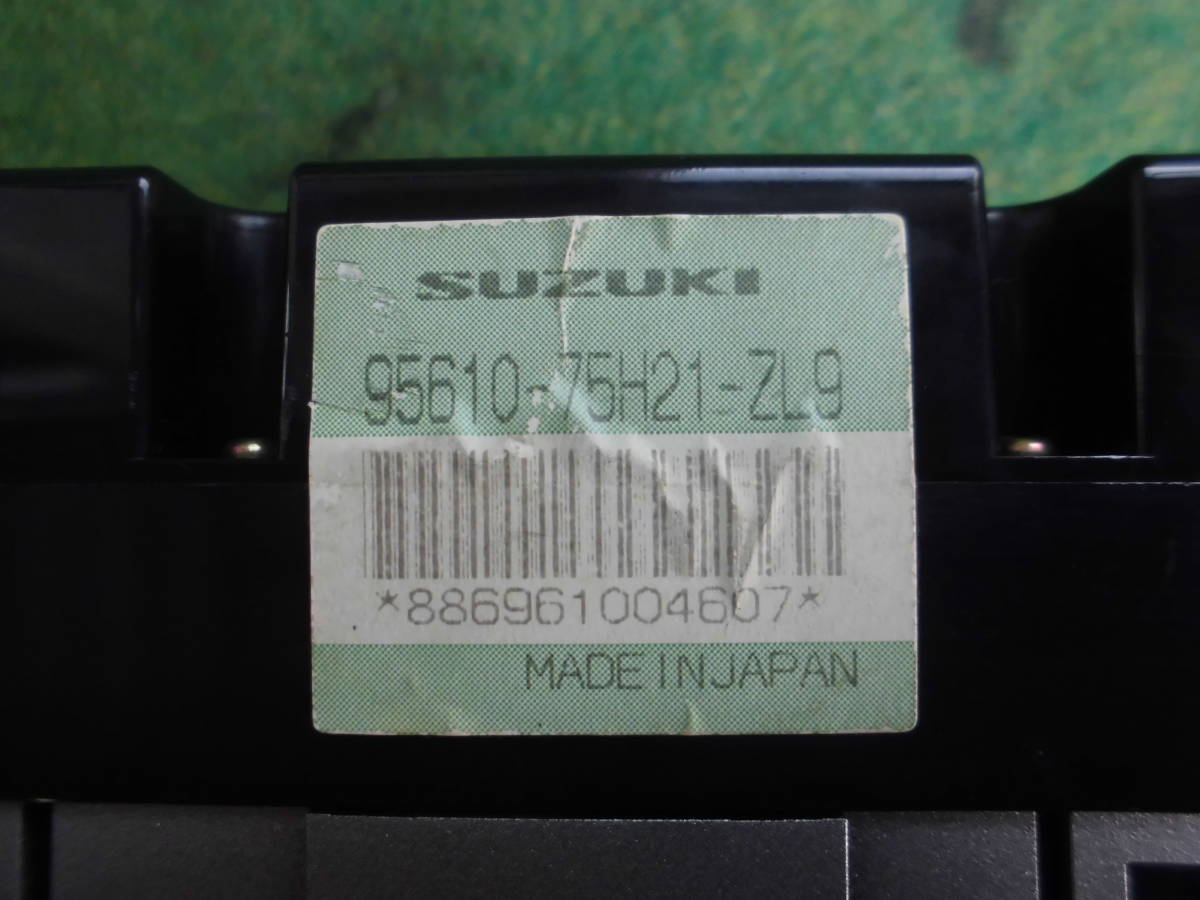 SUZUKI
95610-75H21-ZL9
*886961004607*
MADE IN JAPAN